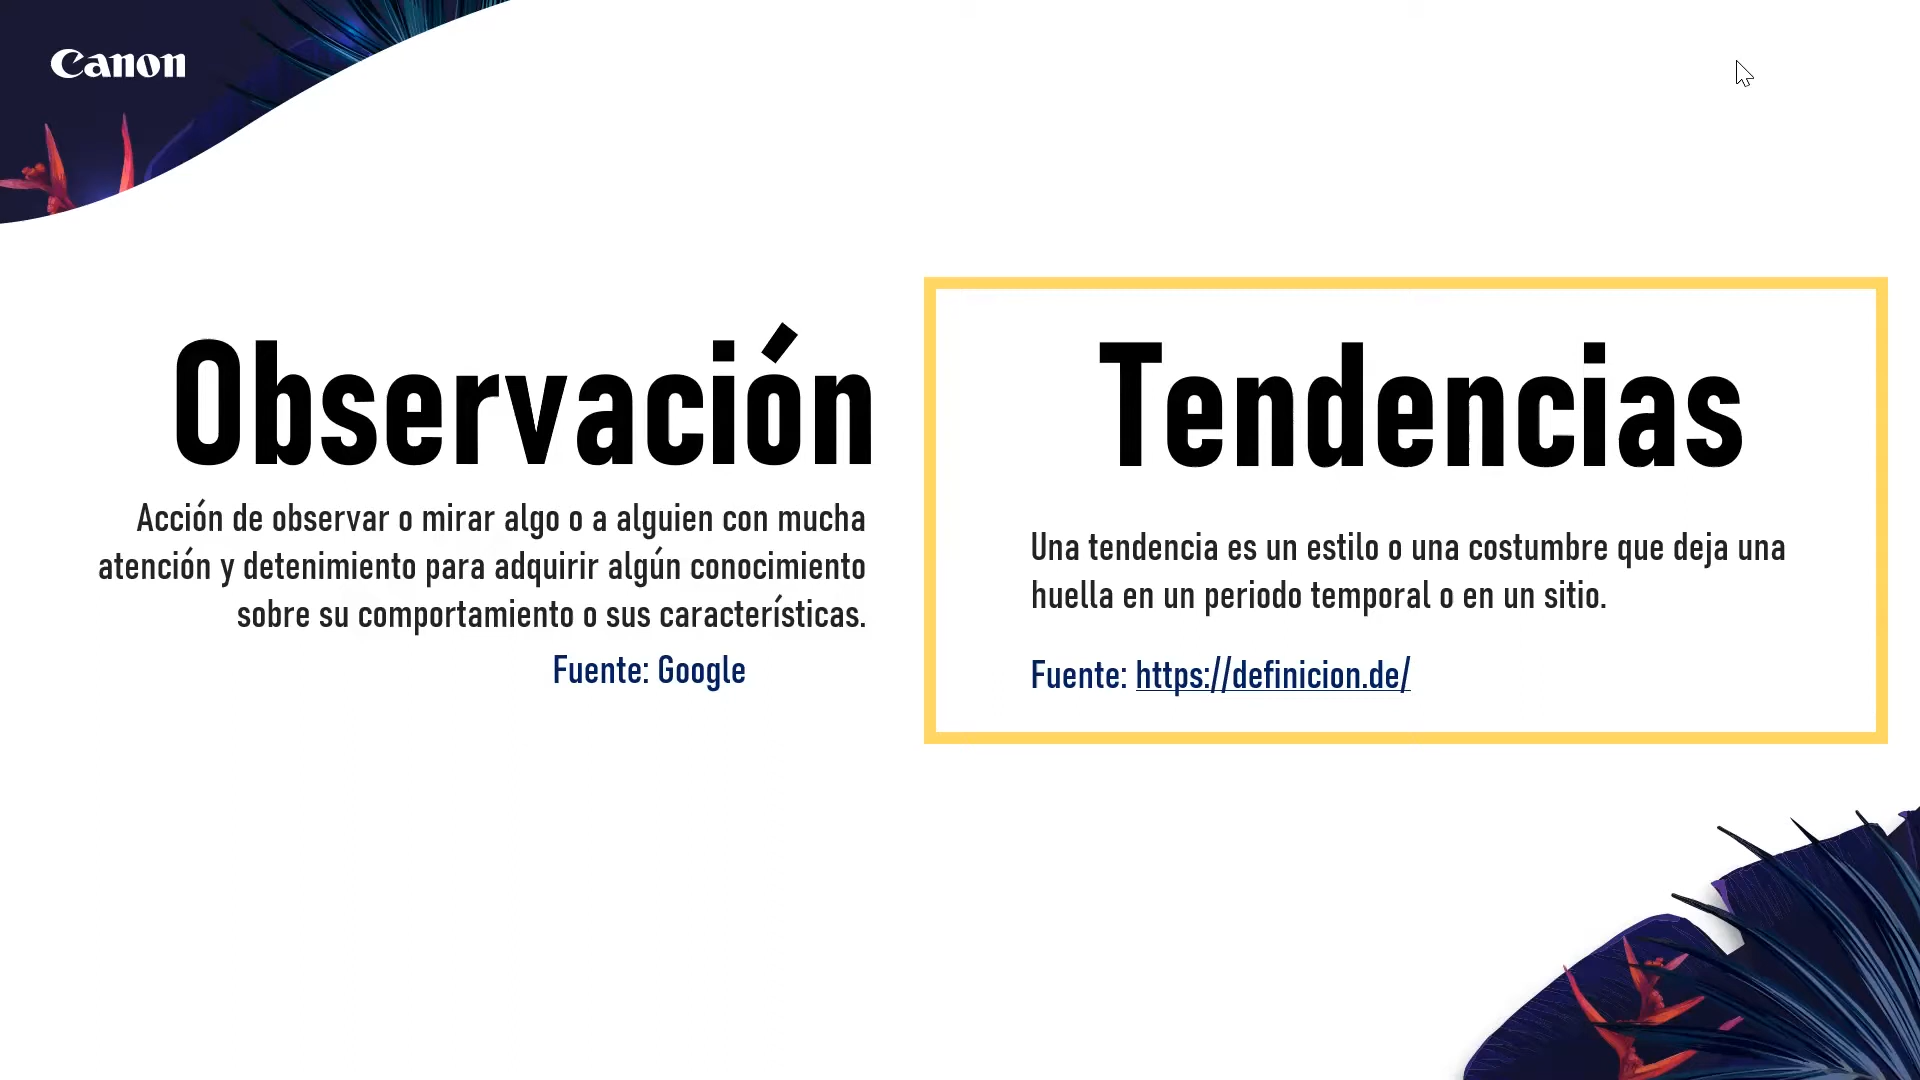 Canon
Observación
Acción de observar o mirar algo o a alguien con mucha
atención y detenimiento para adquirir algún conocimiento
sobre su comportamiento o sus características.
Fuente: Google
Tendencias
Una tendencia es un estilo o una costumbre que deja una
huella en un periodo temporal o en un sitio.
Fuente: https://definicion.de/